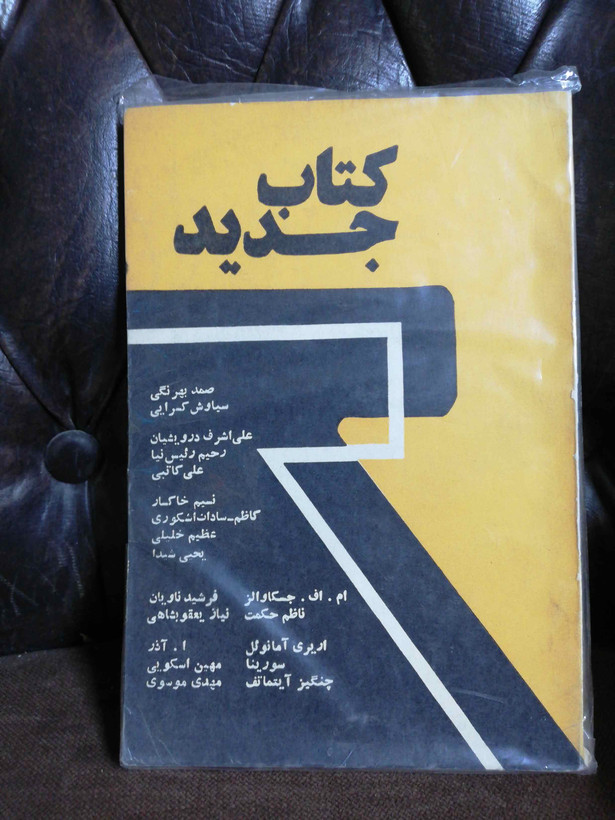 کتاب
جدید
صمد بهرنگی
سیاوش کسرایی
علی اشرف درویشیان
رحیم رئیس نیا
علی کاتبی
نسیم خاکسار
کاظم-سادات اشکوری
عظیم خلیلی
یحیی شیدا
ام . اف . چسکاوالز فرشید ناویان
ناظم حکمت نیاز یعقوبشاهی
اریری آمانوئل ا . آذر
سورینا مهین اسکویی
چنگیز آیتماتف مهدی موسوی